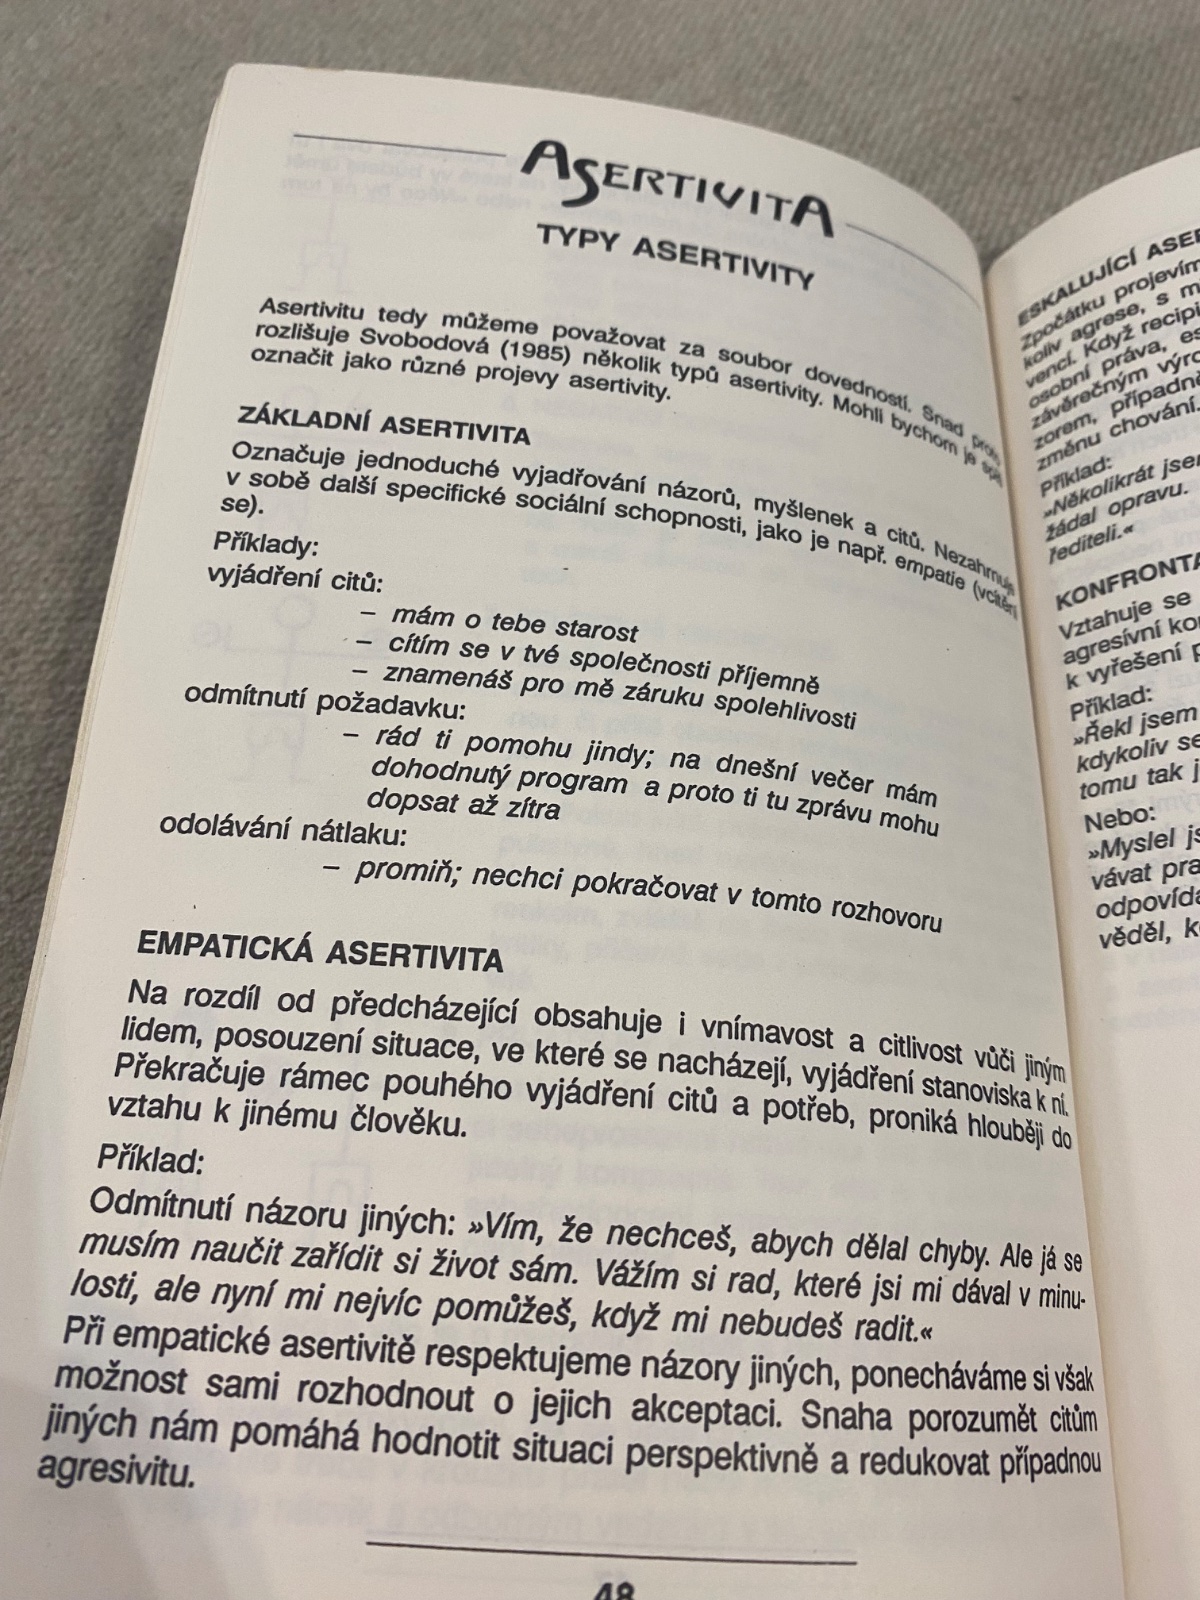 ASERTIVITA
TYPY ASERTIVITY
Asertivitu tedy můžeme považovat za soubor dovedností. Snad proto
rozlišuje Svobodová (1985) několik typů asertivity. Mohli bychom je spíš
označit jako různé projevy asertivity.
ZÁKLADNÍ ASERTIVITA
Označuje jednoduché vyjadřování názorů, myšlenek a citů. Nezahrnuje
v sobě další specifické sociální schopnosti, jako je např. empatie (vcítění
se).
Příklady:
vyjádření citů:
– mám o tebe starost
– cítím se v tvé společnosti příjemně
– znamenáš pro mě záruku spolehlivosti
odmítnutí požadavku:
– rád ti pomohu jindy; na dnešní večer mám
dohodnutý program a proto ti tu zprávu mohu
dopsat až zítra
odolávání nátlaku:
– promiň; nechci pokračovat v tomto rozhovoru
EMPATICKÁ ASERTIVITA
Na rozdíl od předcházející obsahuje i vnímavost a citlivost vůči jiným
lidem, posouzení situace, ve které se nacházejí, vyjádření stanoviska k ní.
Překračuje rámec pouhého vyjádření citů a potřeb, proniká hlouběji do
vztahu k jinému člověku.
Příklad:
Odmítnutí názoru jiných: »Vím, že nechceš, abych dělal chyby. Ale já se
musím naučit zařídit si život sám. Vážím si rad, které jsi mi dával v minu-
losti, ale nyní mi nejvíc pomůžeš, když mi nebudeš radit.«
Při empatické asertivitě respektujeme názory jiných, ponecháváme si však
možnost sami rozhodnout o jejich akceptaci. Snaha porozumět citům
jiných nám pomáhá hodnotit situaci perspektivně a redukovat případnou
agresivitu.
48
ESKALUJÍCÍ
Zpočátku projevím
koliv agrese, s
vencí. Když
osobní práva,
závěrečným
zorem, případně
změnu chování.
Příklad:
»Několikrát jsem
žádal opravu.
řediteli.«
Vztahuje se
agresívní
k vyřešení
Příklad:
»Řekl jsem
kdykoliv
tomu tak
Nebo:
»Myslel
vávat
věděl,